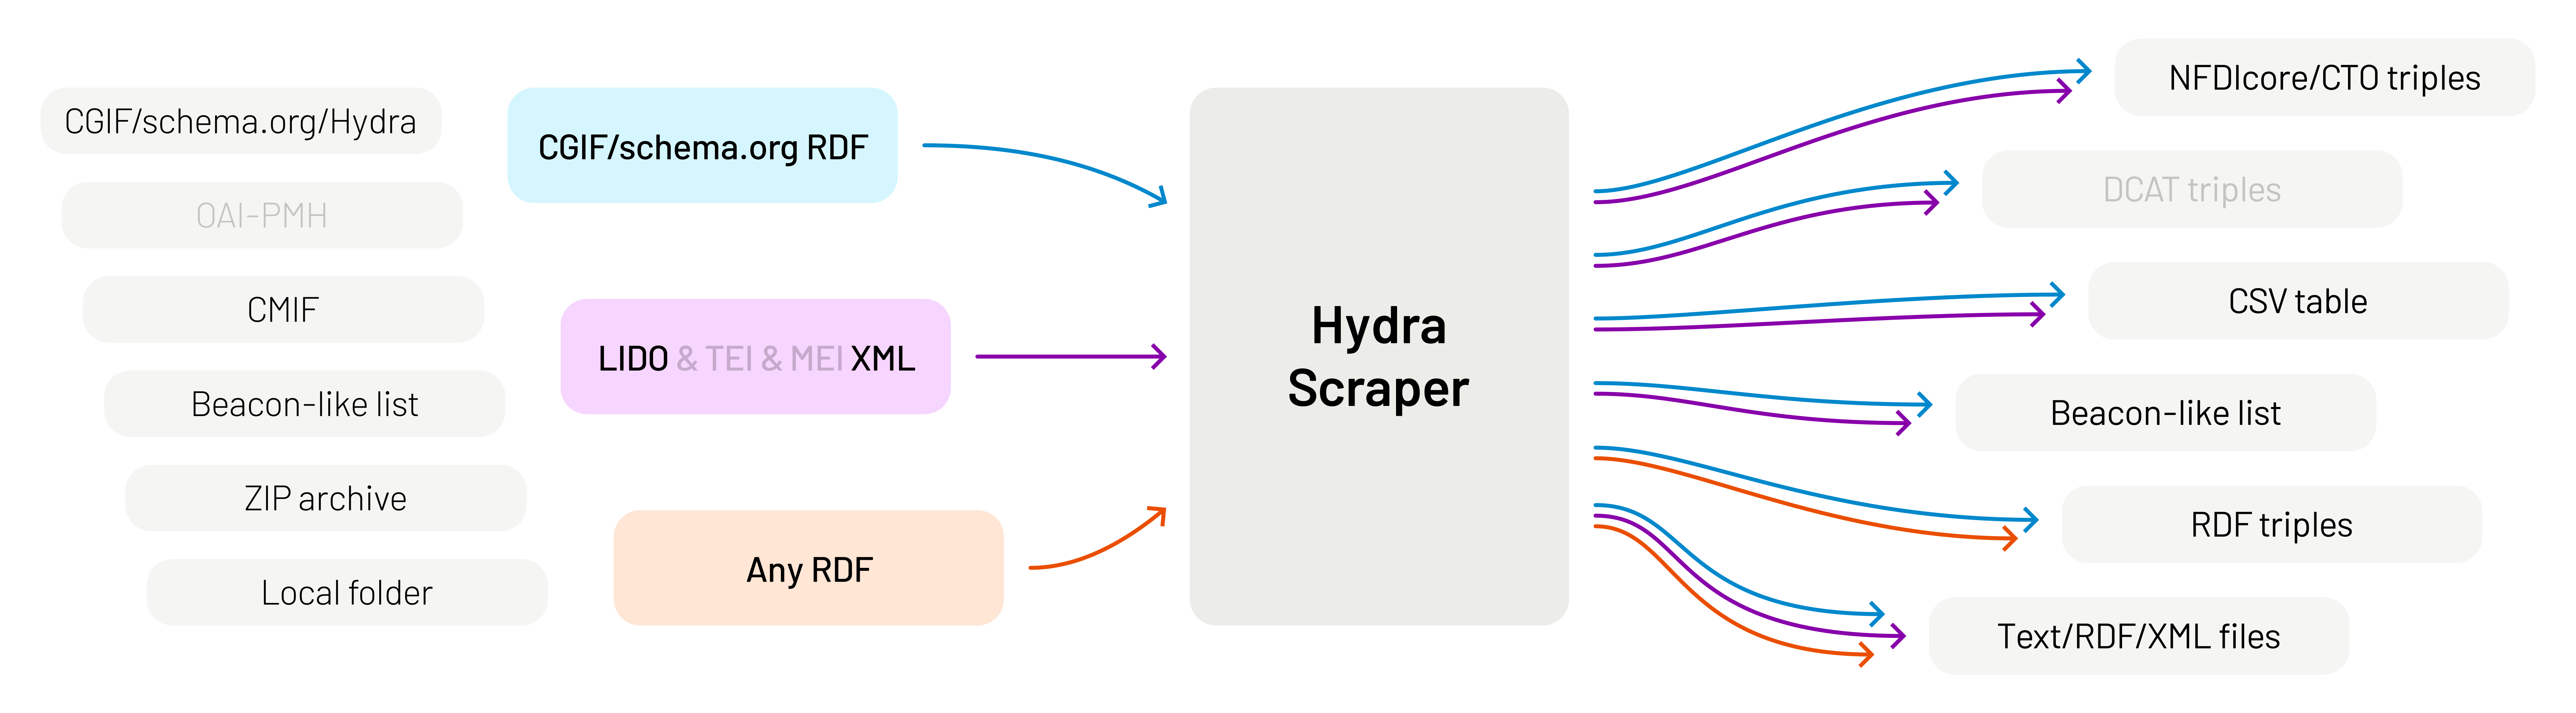 CGIF/schema.org/Hydra
OAI-PMH
CMIF
Beacon-like list
ZIP archive
Local folder
CGIF/schema.org RDF
LIDO & TEI & MEI XML
Any RDF
Hydra
Scraper
NFDIcore/CTO triples
DCAT triples
CSV table
Beacon-like list
RDF triples
Text/RDF/XML files